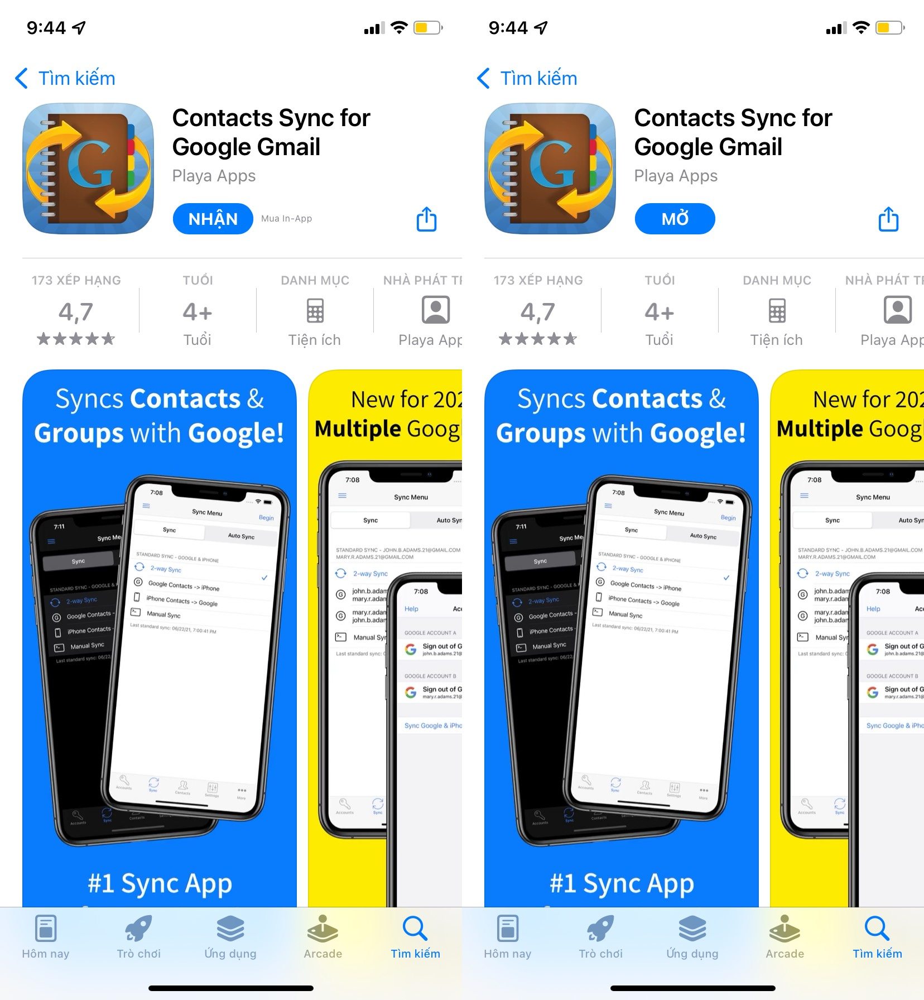 9:44
Tìm kiếm
Contacts Sync for
Google Gmail
Playa Apps
NHẬN
Mua In-App
173 XẾP HẠNG
4,7
TUỔI
4+
Tuổi
DANH MỤC
Tiện ích
NHÀ PHÁT TR
Playa App
Syncs Contacts &
Groups with Google!
7:11
Sync Me
Sync
STANDARD SYNC - GOOGLE &
2-way Sync
Google Contacts -
iPhone Contacts -
Manual Sync
Last standard sync: 06/22,
Accounts
Sync
Contacts
7:08
Sync Menu
Begin
Sync
Auto Sync
STANDARD SYNC - GOOGLE & IPHONE
2-way Sync
Google Contacts -> iPhone
iPhone Contacts -> Google
Manual Sync
Last standard sync: 06/22/21, 7:00:41 PM
Accounts
Sync
Contacts
Settings
More
#1 Sync App
New for 202
Multiple Googl
7:08
Sync Menu
Sync
Auto Syn
STANDARD SYNC - JOHN.B.ADAMS.21@GMAIL.COM
MARY.R.ADAMS.21@GMAIL.COM
2-way Sync
john.b.adam
mary.r.adam
mary.r.adam
john.b.adam
Manual Syn
Last standard sync:
Accounts
Sync
7:08
Help
Acc
GOOGLE ACCOUNT A
Sign out of G
john.b.adams.21@
GOOGLE ACCOUNT B
Sign out of G
mary.r.adams.21@
Sync Google & iPho
Hôm nay
Trò chơi
Ứng dụng
Arcade
Tìm kiếm
9:44
Tìm kiếm
Contacts Sync for
Google Gmail
Playa Apps
MỞ
173 XẾP HẠNG
4,7
TUỔI
4+
Tuổi
DANH MỤC
Tiện ích
NHÀ PHÁT TR
Playa App
Syncs Contacts &
Groups with Google!
7:11
Sync Me
Sync
STANDARD SYNC - GOOGLE &
2-way Sync
Google Contacts -
iPhone Contacts -
Manual Sync
Last standard sync: 06/22,
Accounts
Sync
Contacts
7:08
Sync Menu
Begin
Sync
Auto Sync
STANDARD SYNC - GOOGLE & IPHONE
2-way Sync
Google Contacts -> iPhone
iPhone Contacts -> Google
Manual Sync
Last standard sync: 06/22/21, 7:00:41 PM
Accounts
Sync
Contacts
Settings
More
#1 Sync App
New for 202
Multiple Googl
7:08
Sync Menu
Sync
Auto Syn
STANDARD SYNC - JOHN.B.ADAMS.21@GMAIL.COM
MARY.R.ADAMS.21@GMAIL.COM
2-way Sync
john.b.adam
mary.r.adam
mary.r.adam
john.b.adam
Manual Syn
Last standard sync:
Accounts
Sync
7:08
Help
Acc
GOOGLE ACCOUNT A
Sign out of G
john.b.adams.21@
GOOGLE ACCOUNT B
Sign out of G
mary.r.adams.21@
Sync Google & iPho
Hôm nay
Trò chơi
Ứng dụng
Arcade
Tìm kiếm